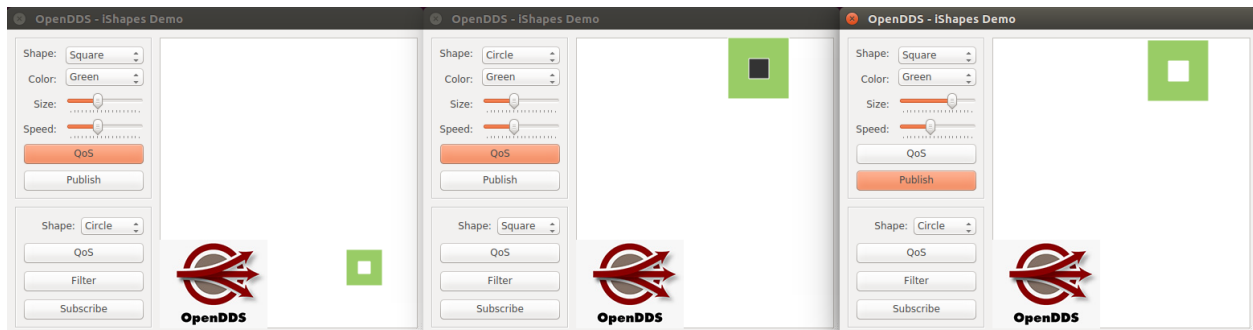 OpenDDS - iShapes Demo
Shape: Square
Color: Green
Size:
Speed:
QoS
Publish
Shape: Circle
QoS
Filter
Subscribe
OpenDDS
OpenDDS - iShapes Demo
Shape: Circle
Color: Green
Size:
Speed:
QoS
Publish
Shape: Square
QoS
Filter
Subscribe
OpenDDS
OpenDDS - iShapes Demo
Shape: Square
Color: Green
Size:
Speed:
QoS
Publish
Shape: Circle
QoS
Filter
Subscribe
OpenDDS